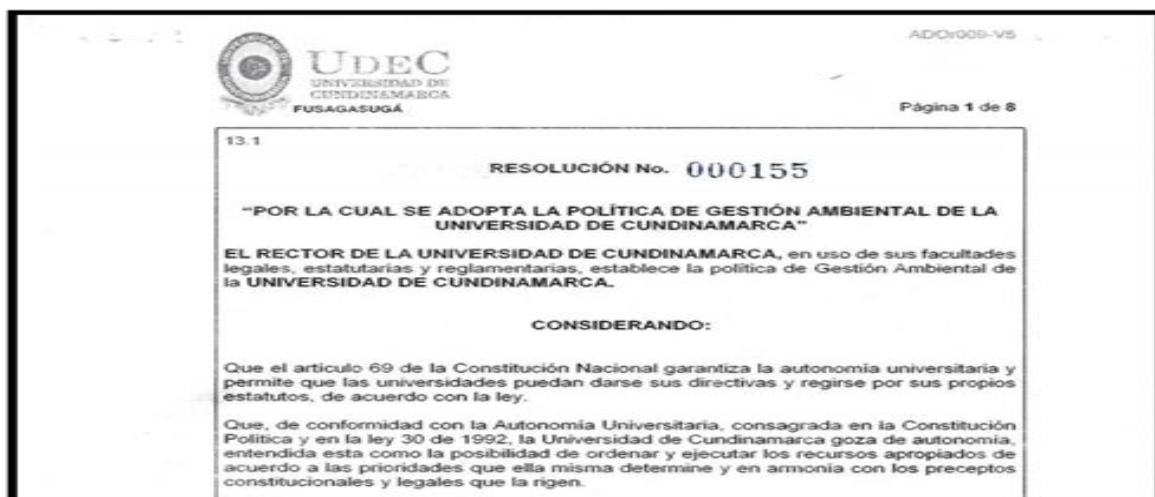 ADOr009-V5
UDEC
UNIVERSIDAD DE
CUNDINAMARCA
FUSAGASUGÁ
Página 1 de 8
13.1
RESOLUCIÓN No. 000155
"POR LA CUAL SE ADOPTA LA POLÍTICA DE GESTIÓN AMBIENTAL DE LA
UNIVERSIDAD DE CUNDINAMARCA"
EL RECTOR DE LA UNIVERSIDAD DE CUNDINAMARCA, en uso de sus facultades
legales, estatutarias y reglamentarias, establece la política de Gestión Ambiental de
la UNIVERSIDAD DE CUNDINAMARCA.
CONSIDERANDO:
Que el artículo 69 de la Constitución Nacional garantiza la autonomía universitaria y
permite que las universidades puedan darse sus directivas y regirse por sus propios
estatutos, de acuerdo con la ley.
Que, de conformidad con la Autonomía Universitaria, consagrada en la Constitución
Política y en la ley 30 de 1992, la Universidad de Cundinamarca goza de autonomía,
entendida esta como la posibilidad de ordenar y ejecutar los recursos apropiados de
acuerdo a las prioridades que ella misma determine y en armonía con los preceptos
constitucionales y legales que la rigen.